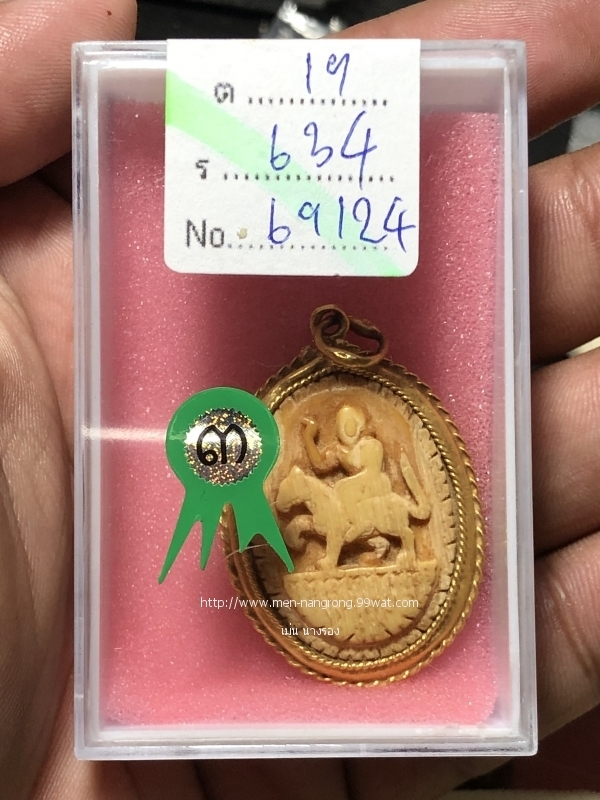 ต ........ 19
ร ........ 634
No. 69124
๓
http://www.men-nangrong.99wat.com
เม่น นางรอง